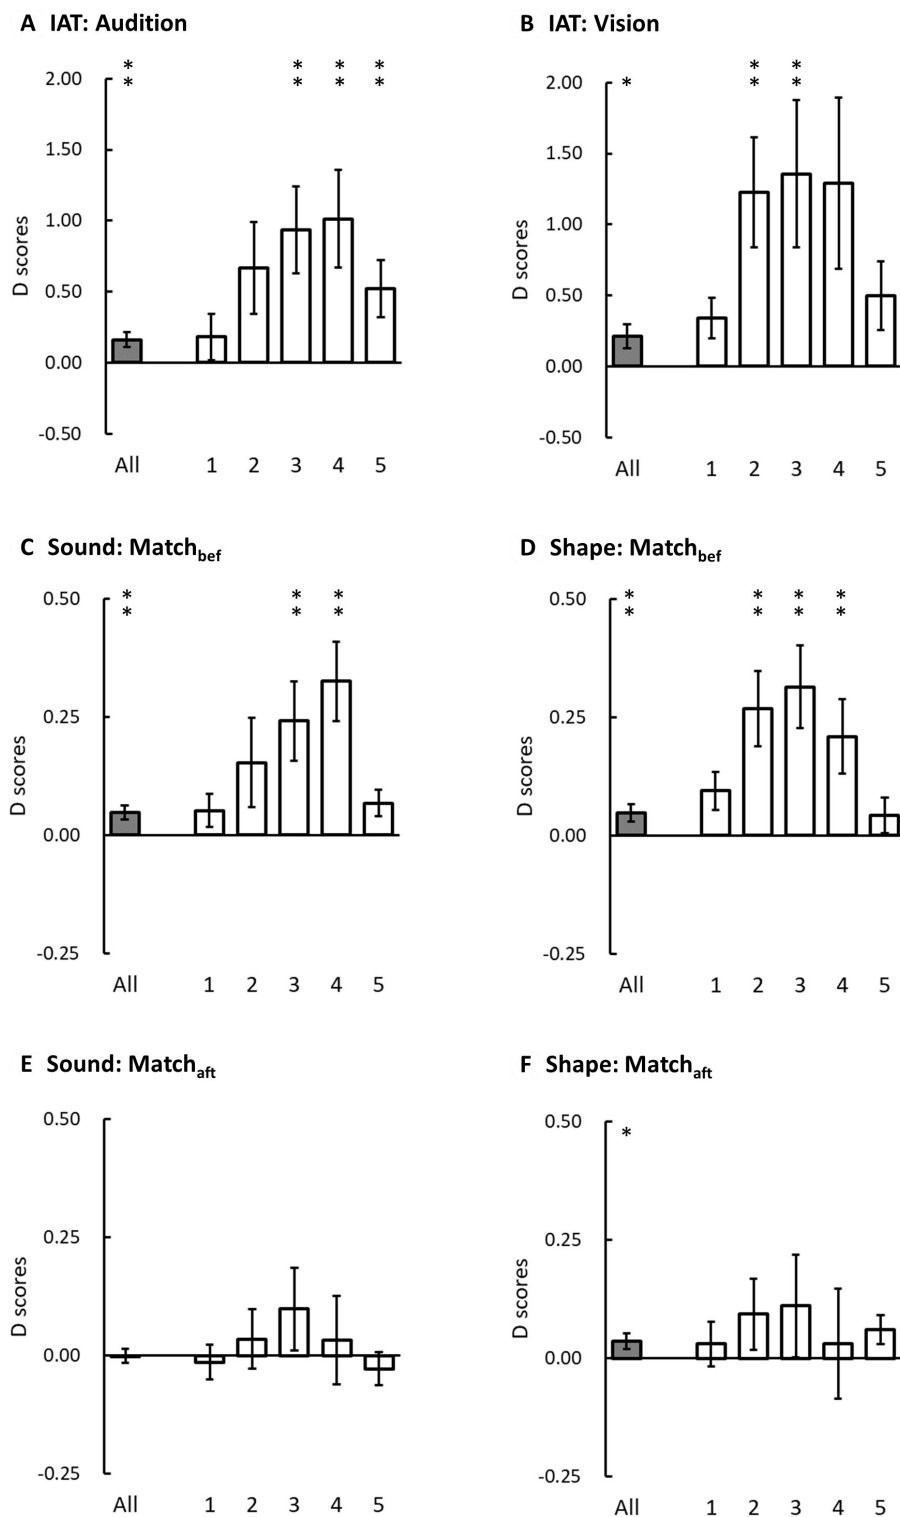 A IAT: Audition
**
**
**
**
2.00
1.50
1.00
0.50
0.00
-0.50
D scores
All 1 2 3 4 5
B IAT: Vision
*
**
**
2.00
1.50
1.00
0.50
0.00
-0.50
D scores
All 1 2 3 4 5
C Sound: Matchbef
**
**
**
0.50
0.25
0.00
-0.25
D scores
All 1 2 3 4 5
D Shape: Matchbef
**
**
**
**
0.50
0.25
0.00
-0.25
D scores
All 1 2 3 4 5
E Sound: Matchaft
0.50
0.25
0.00
-0.25
D scores
All 1 2 3 4 5
F Shape: Matchaft
*
0.50
0.25
0.00
-0.25
D scores
All 1 2 3 4 5